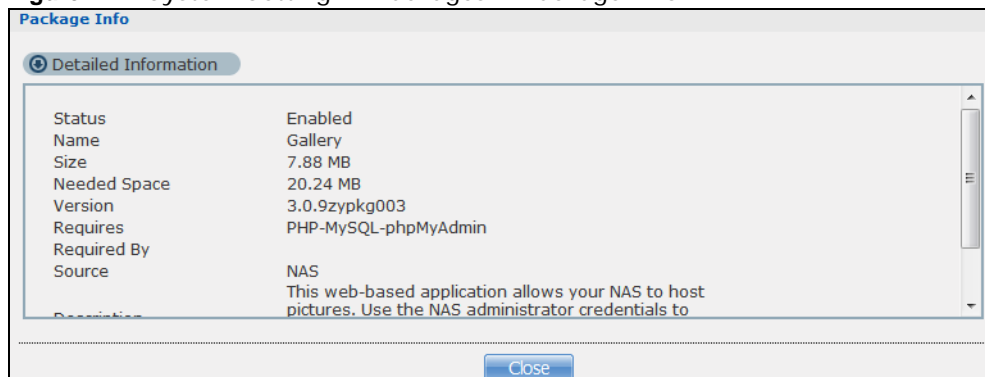 Package Info
Detailed Information
Status Enabled
Name Gallery
Size 7.88 MB
Needed Space 20.24 MB
Version 3.0.9zypkg003
Requires PHP-MySQL-phpMyAdmin
Required By
Source NAS
This web-based application allows your NAS to host
Description pictures. Use the NAS administrator credentials to
Close